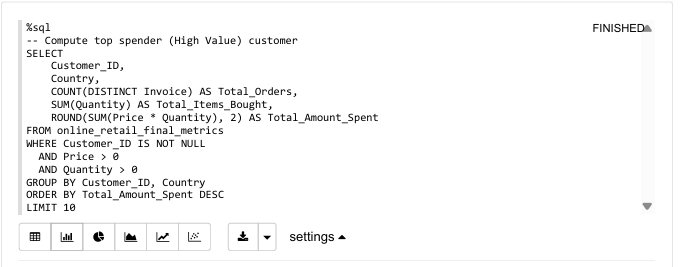 %sql
FINISHED
-- Compute top spender (High Value) customer
SELECT
    Customer_ID,
    Country,
    COUNT(DISTINCT Invoice) AS Total_Orders,
    SUM(Quantity) AS Total_Items_Bought,
    ROUND(SUM(Price * Quantity), 2) AS Total_Amount_Spent
FROM online_retail_final_metrics
WHERE Customer_ID IS NOT NULL
  AND Price > 0
  AND Quantity > 0
GROUP BY Customer_ID, Country
ORDER BY Total_Amount_Spent DESC
LIMIT 10
settings